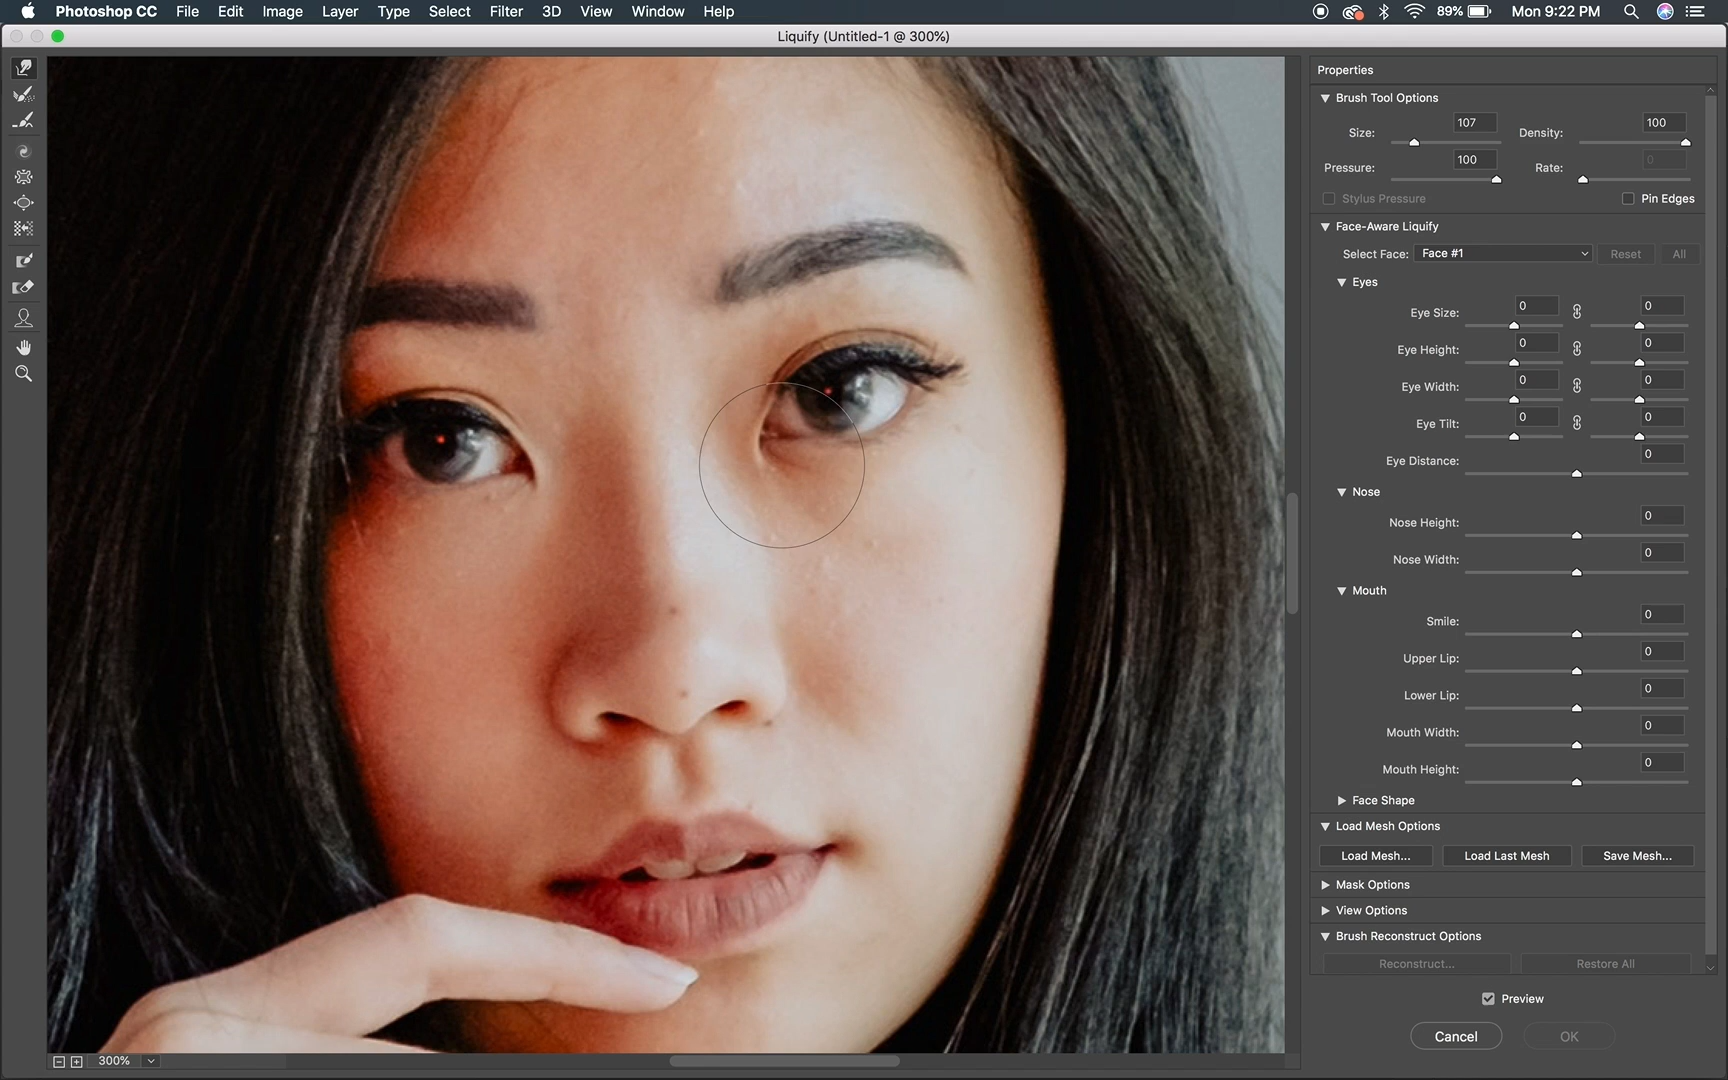 Photoshop CC File Edit Image Layer Type Select Filter 3D View Window Help 89% Mon 9:22 PM
Liquify (Untitled-1 @ 300%)
Properties
Brush Tool Options
Size: 107 Density: 100
Pressure: 100 Rate: 0
Stylus Pressure Pin Edges
Face-Aware Liquify
Select Face: Face #1 Reset All
Eyes
Eye Size: 0 0
Eye Height: 0 0
Eye Width: 0 0
Eye Tilt: 0 0
Eye Distance: 0
Nose
Nose Height: 0
Nose Width: 0
Mouth
Smile: 0
Upper Lip: 0
Lower Lip: 0
Mouth Width: 0
Mouth Height: 0
Face Shape
Load Mesh Options
Load Mesh... Load Last Mesh Save Mesh...
Mask Options
View Options
Brush Reconstruct Options
Reconstruct... Restore All
Preview
Cancel OK
300%